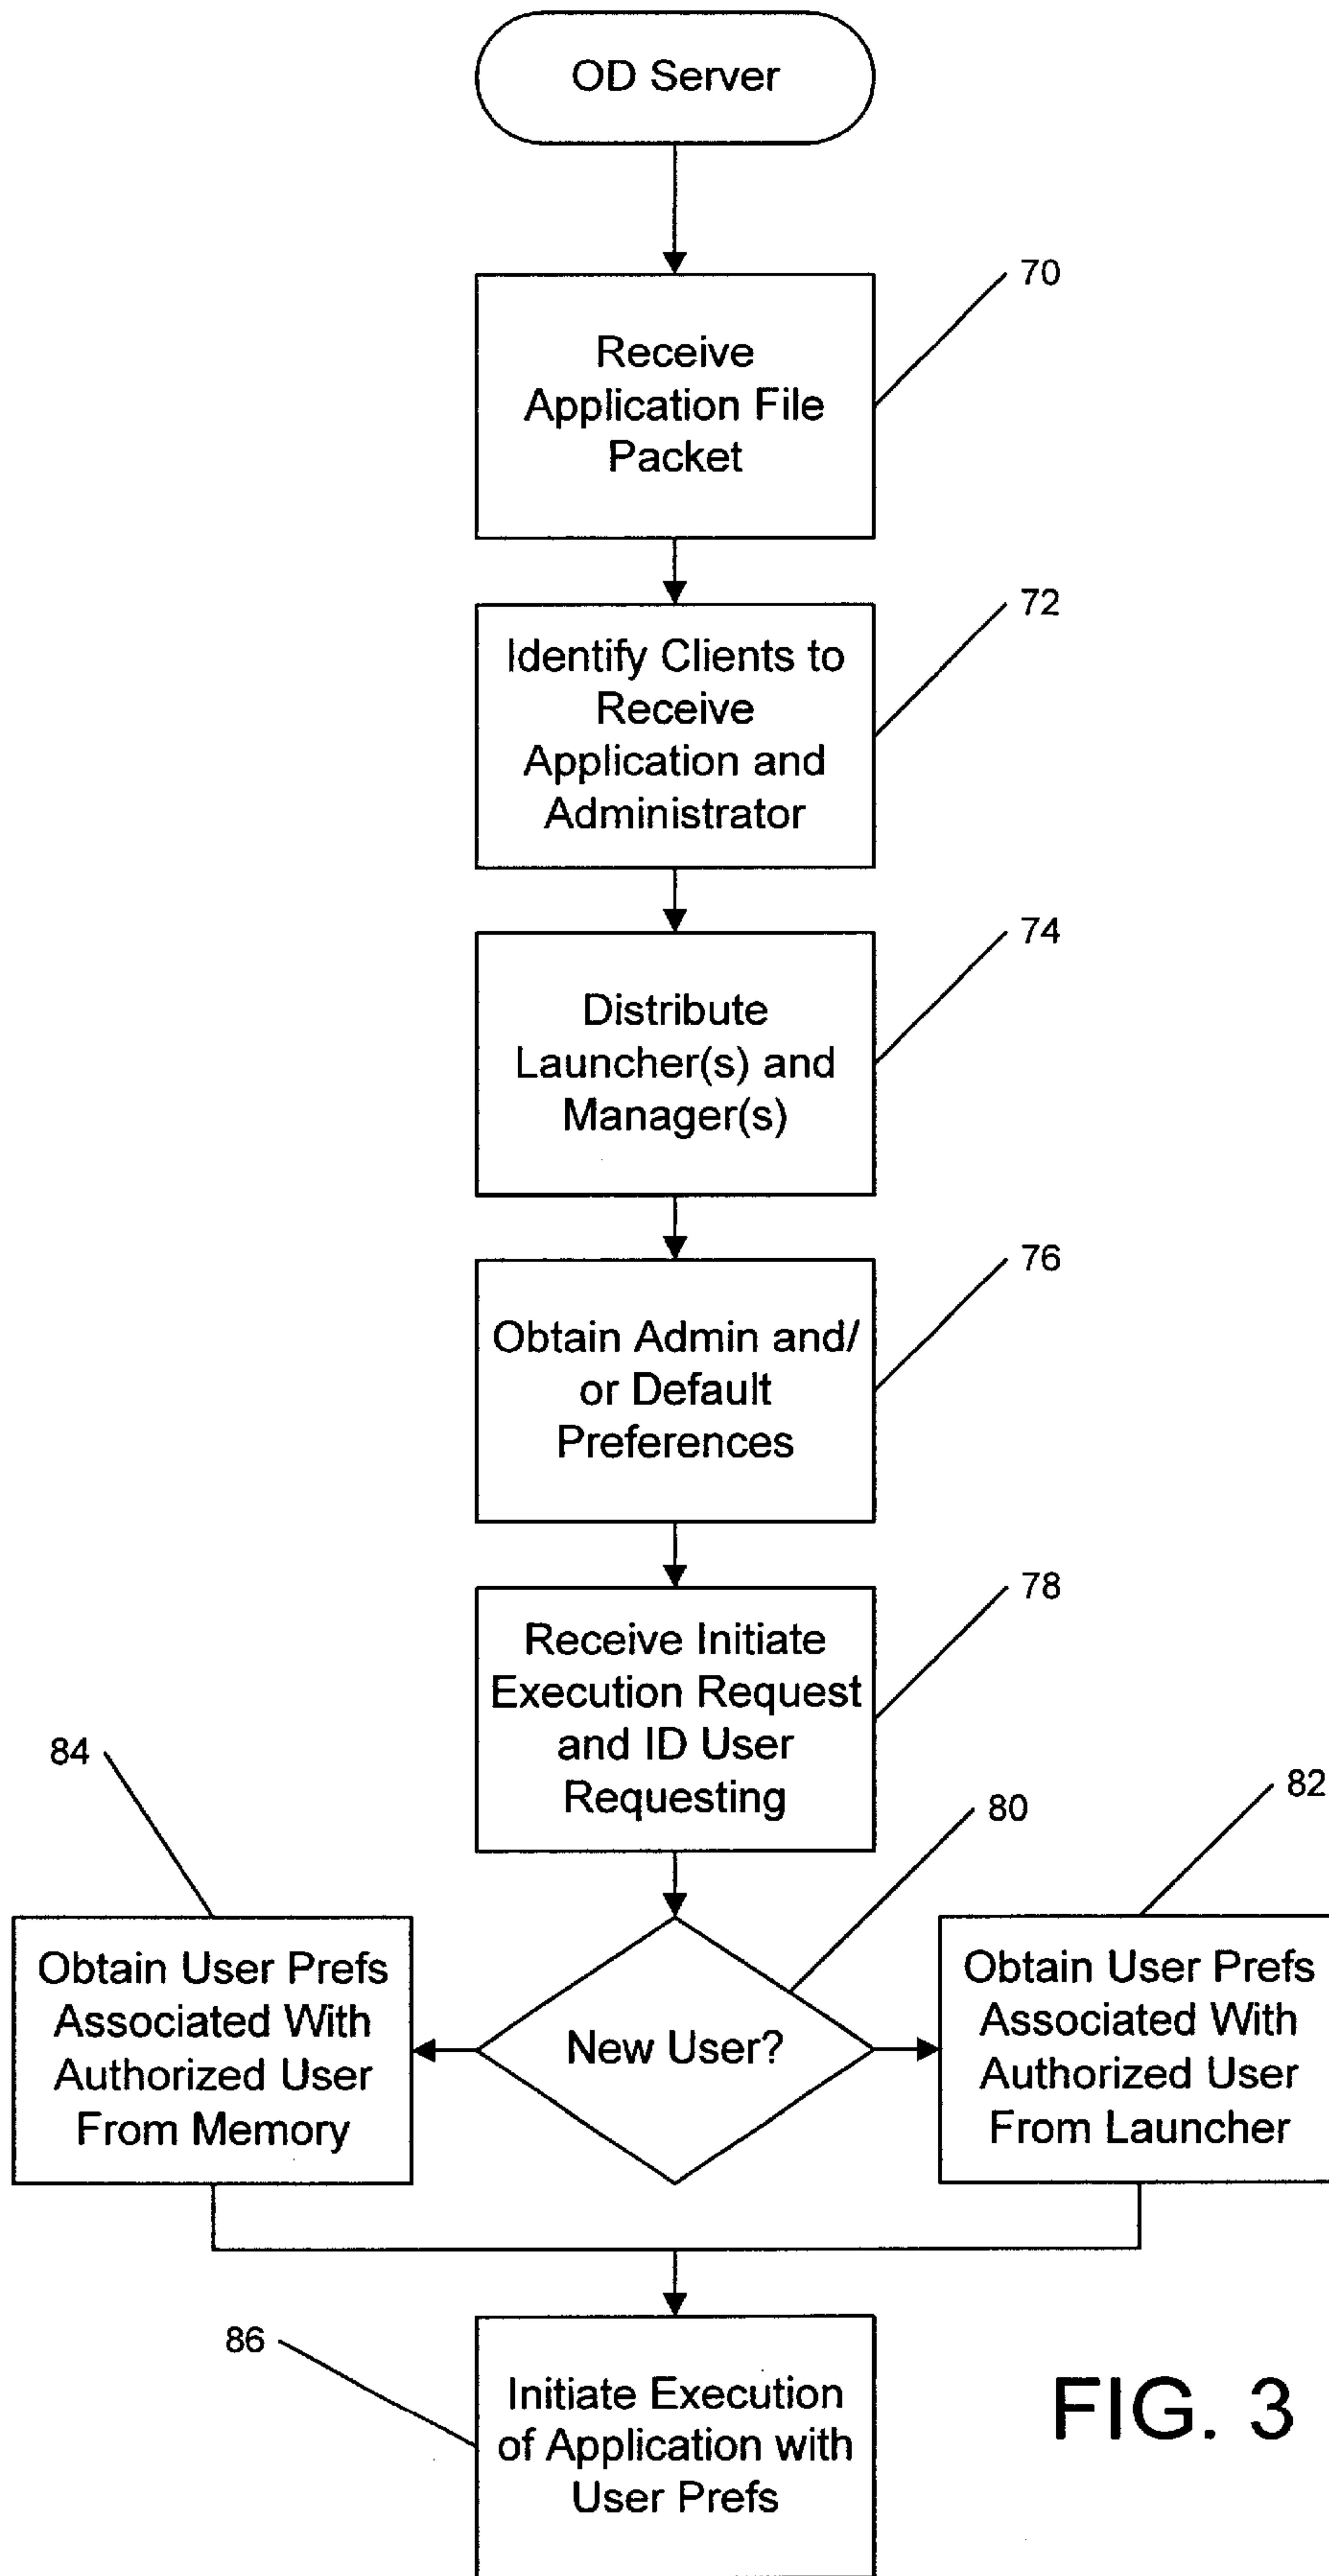 OD Server
70
Receive
Application File
Packet
72
Identify Clients to
Receive
Application and
Administrator
74
Distribute
Launcher(s) and
Manager(s)
76
Obtain Admin and/
or Default
Preferences
78
Receive Initiate
Execution Request
and ID User
Requesting
84
80
82
Obtain User Prefs
Associated With
Authorized User
From Memory
New User?
Obtain User Prefs
Associated With
Authorized User
From Launcher
86
Initiate Execution
of Application with
User Prefs
FIG. 3